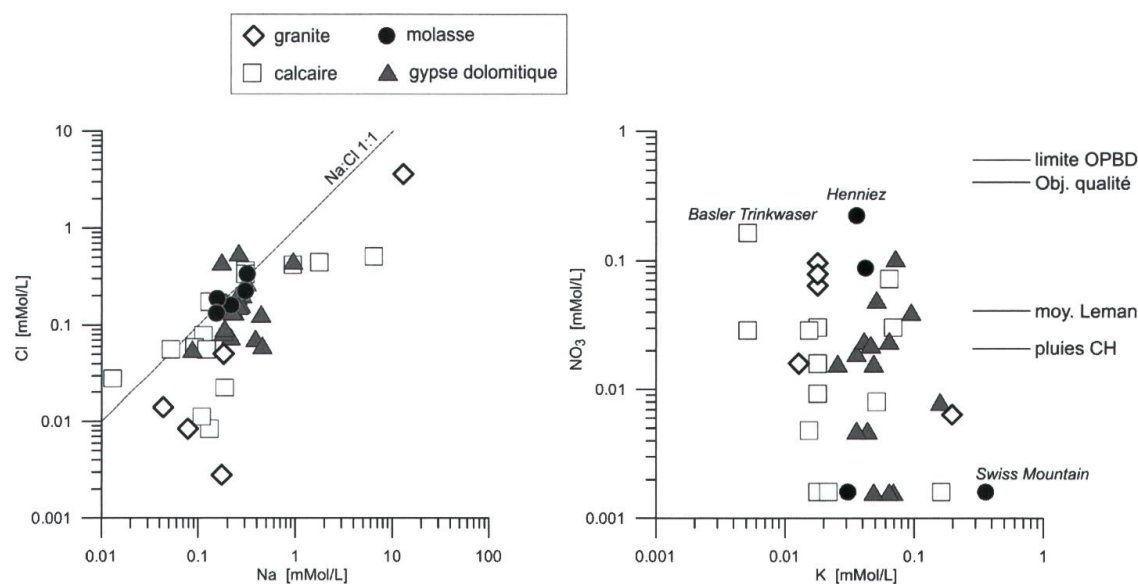 granite
molasse
calcaire
gypse dolomitique
10
1
0.1
0.01
0.001
Cl [mMol/L]
Na:Cl 1:1
0.01
0.1
1
10
100
Na [mMol/L]
1
0.1
0.01
0.001
NO3 [mMol/L]
Henniez
Basler Trinkwaser
Swiss Mountain
limite OPBD
Obj. qualité
moy. Leman
pluies CH
0.001
0.01
0.1
1
K [mMol/L]